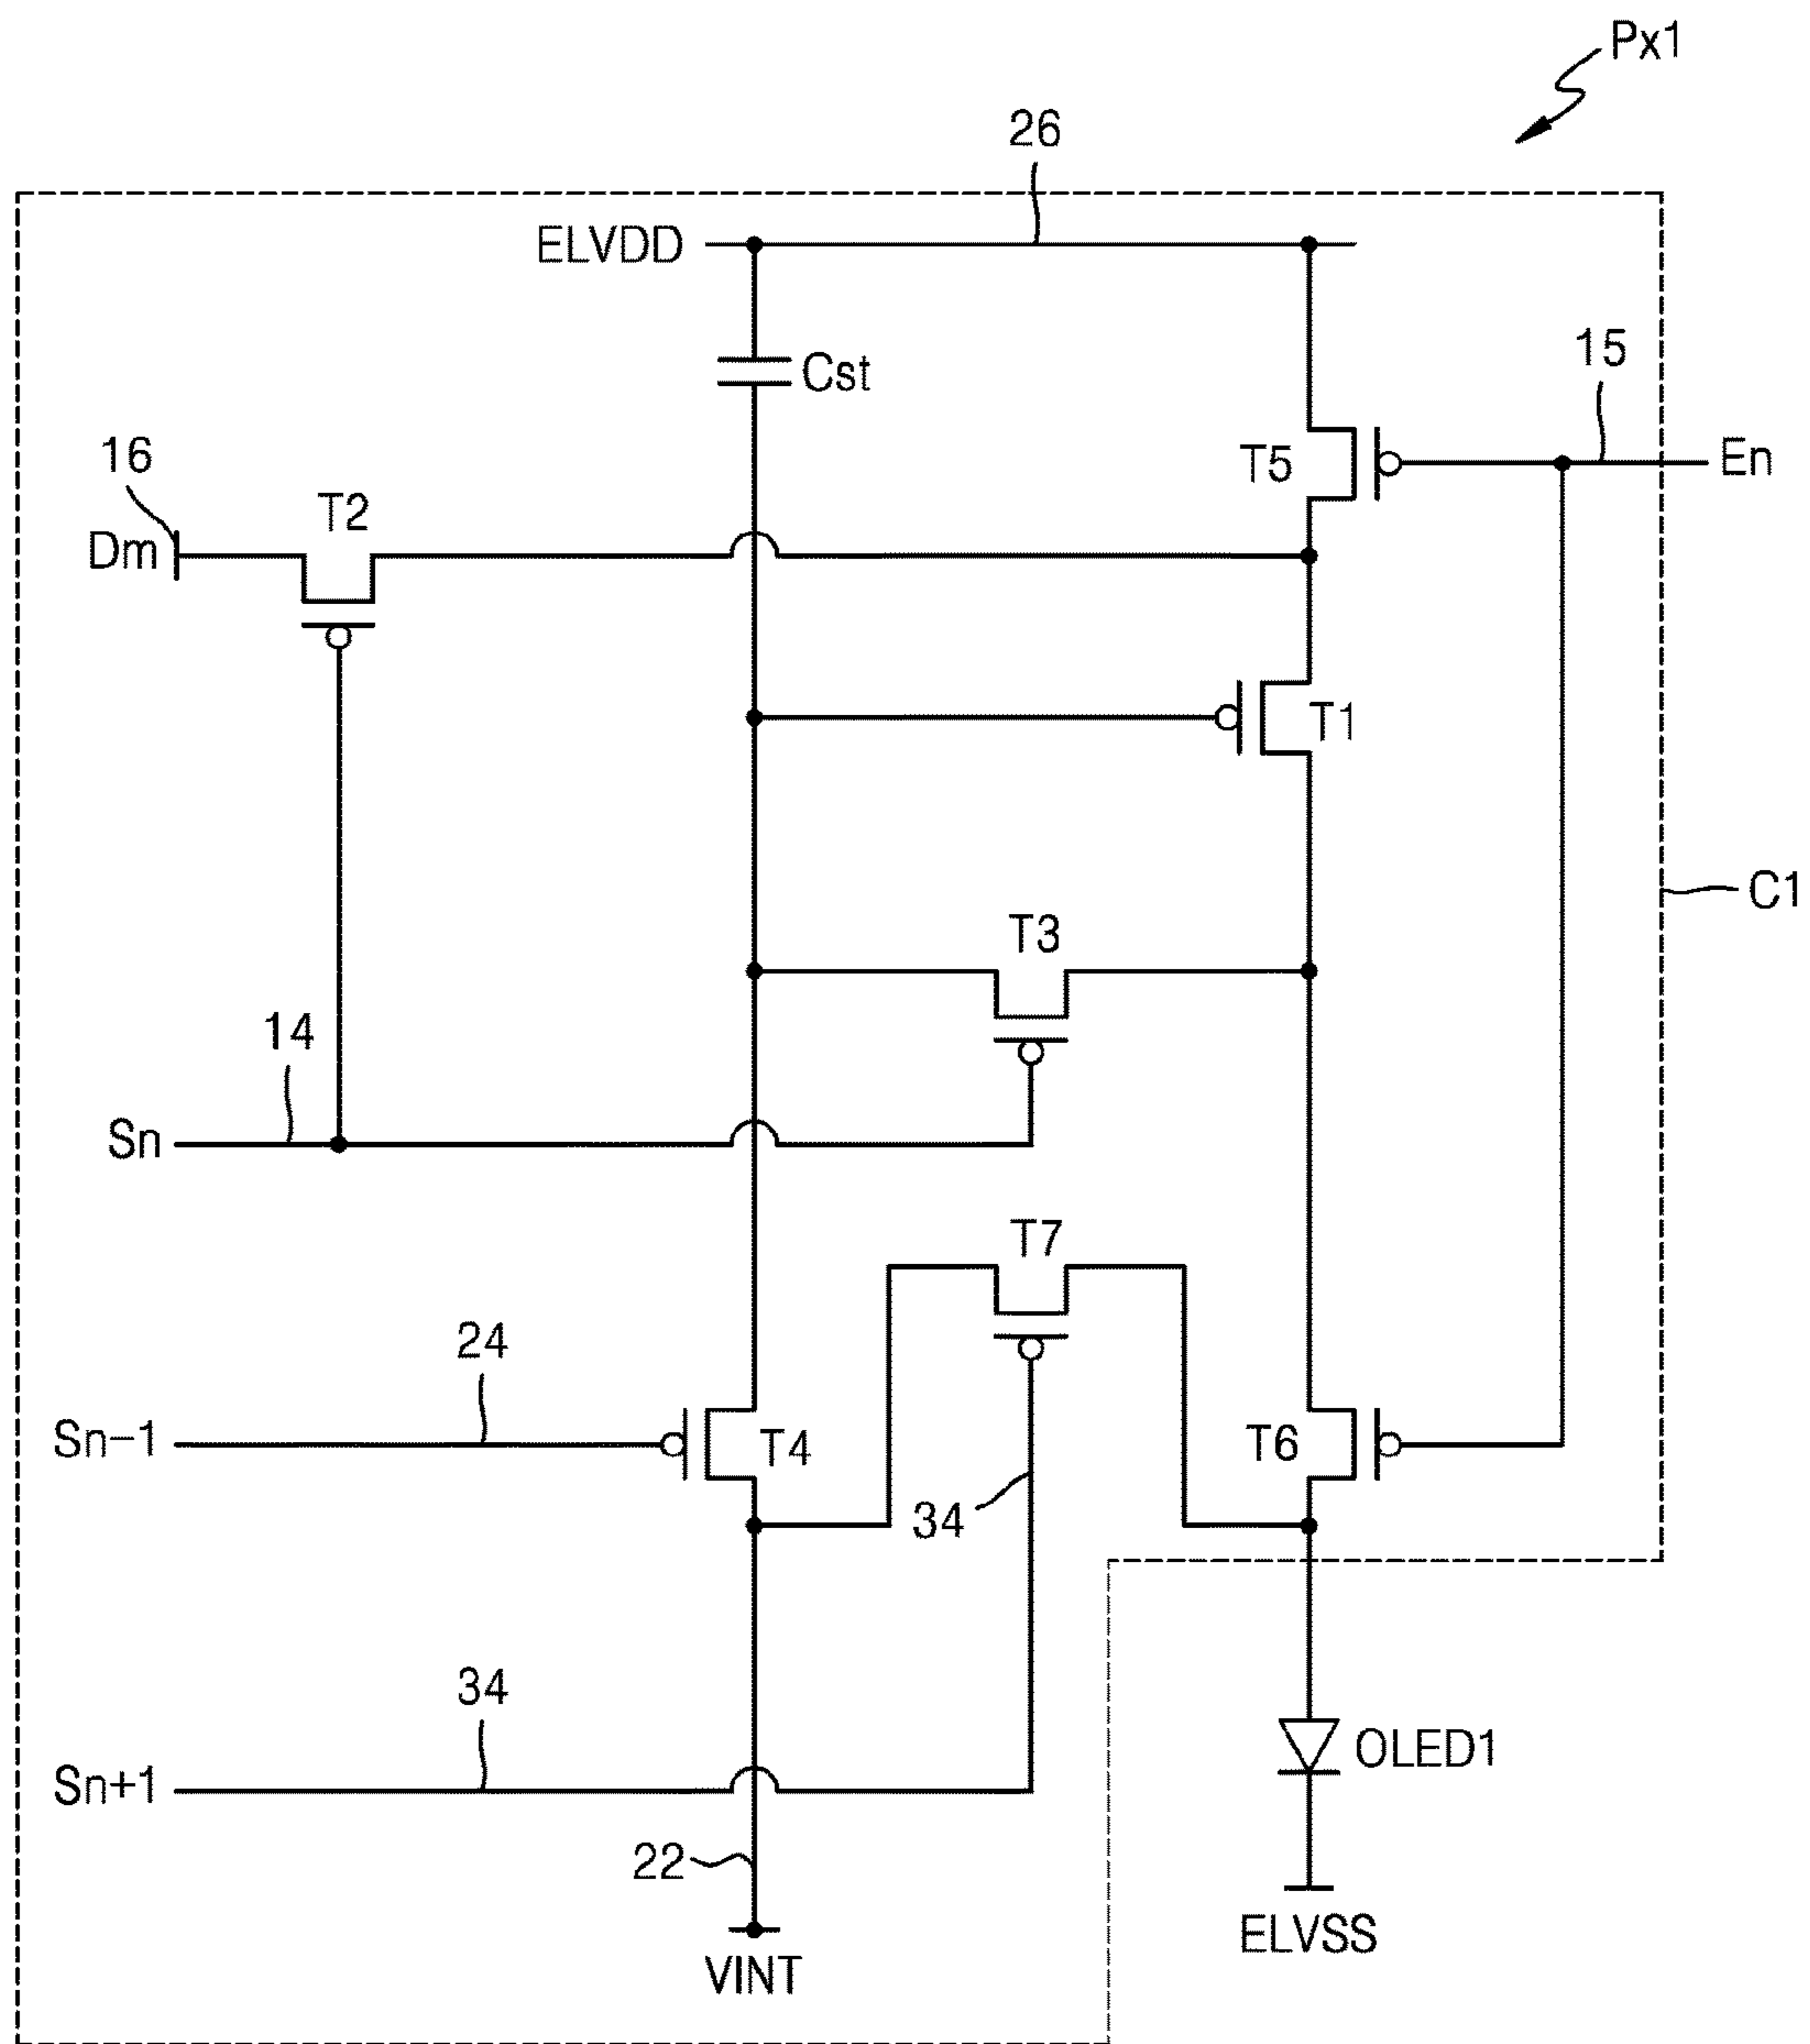 Px1
26
ELVDD
15
Cst
16
T5
En
T2
Dm
T1
C1
T3
14
Sn
T7
24
Sn-1
T4
T6
34
34
OLED1
Sn+1
22
ELVSS
VINT